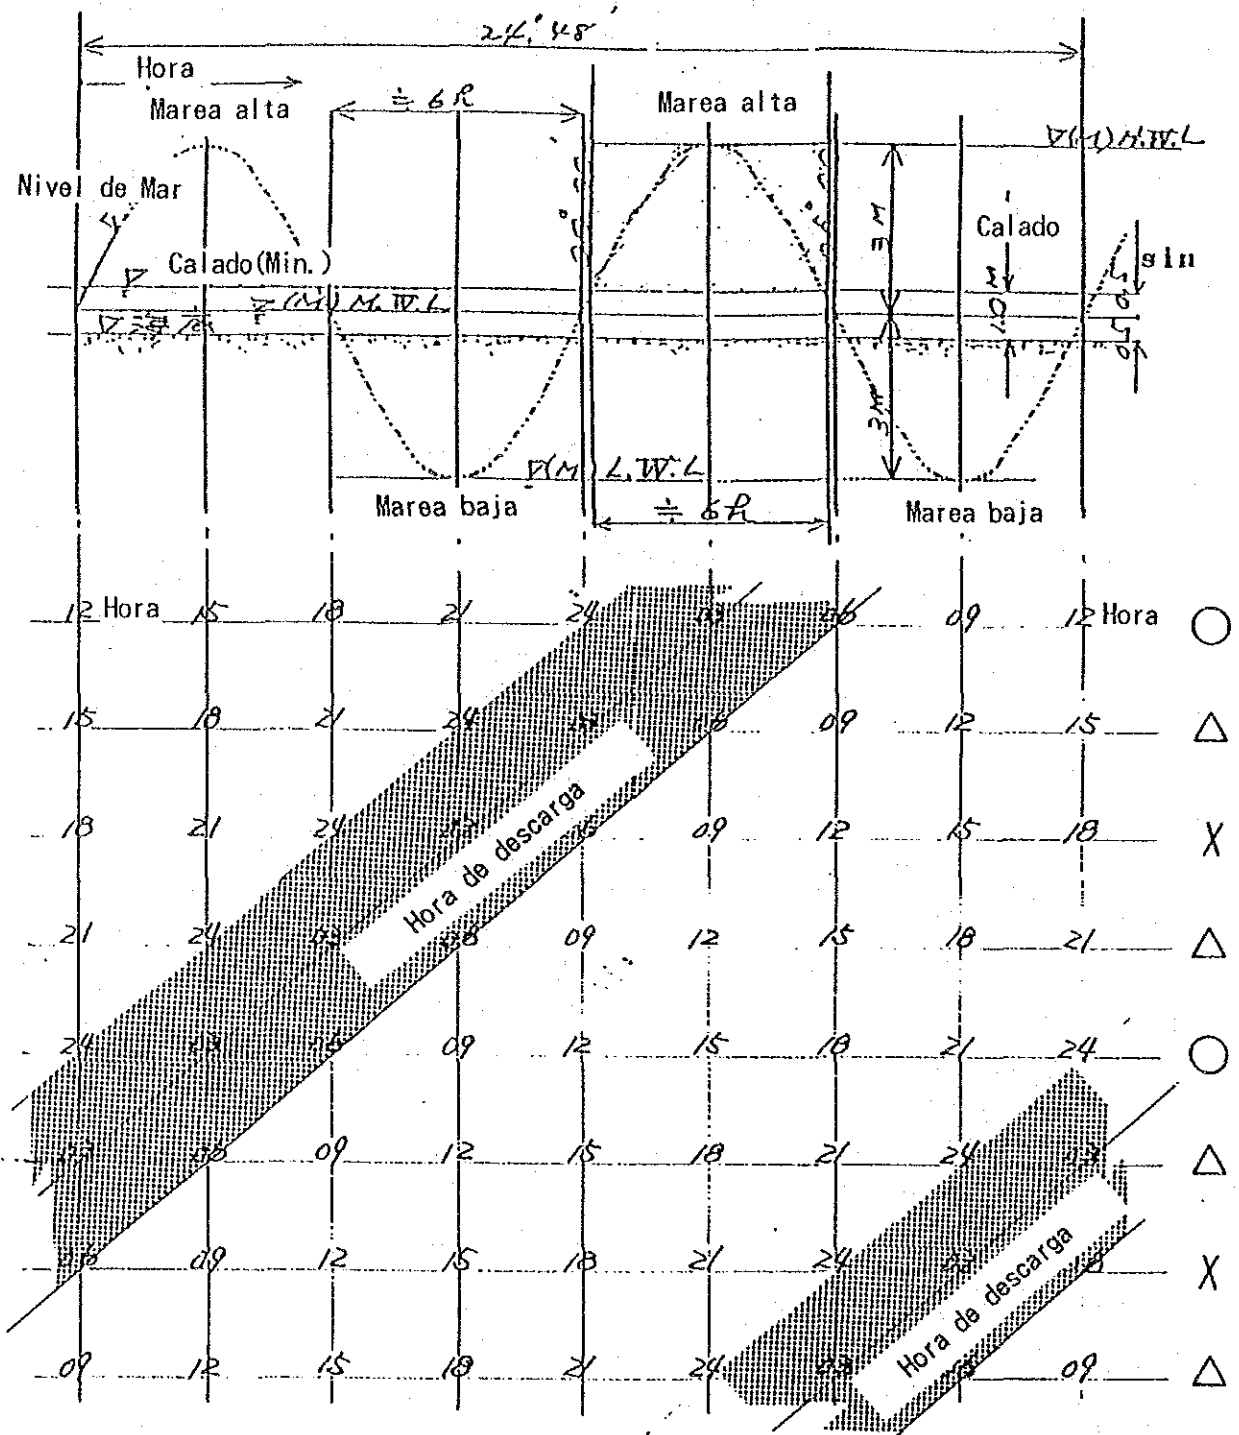 24° 48'
Hora
Marea alta
≒ 6h
Marea alta
▽(M) H.W.L
Nivel de Mar
3M
Calado
sin
Calado(Min.)
▽(M) M.W.L
▽
3M
▽(M) L.W.L
Marea baja
≒ 6h
Marea baja
12 Hora 15 18 21 24 03 06 09 12 Hora ○
15 18 21 24 03 06 09 12 15 △
18 21 24 03 09 12 15 18 X
Hora de descarga
21 24 03 06 09 12 15 18 21 △
24 03 06 09 12 15 18 21 24 ○
03 06 09 12 15 18 21 24 03 △
06 09 12 15 18 21 24 03 X
Hora de descarga
09 12 15 18 21 24 03 09 △